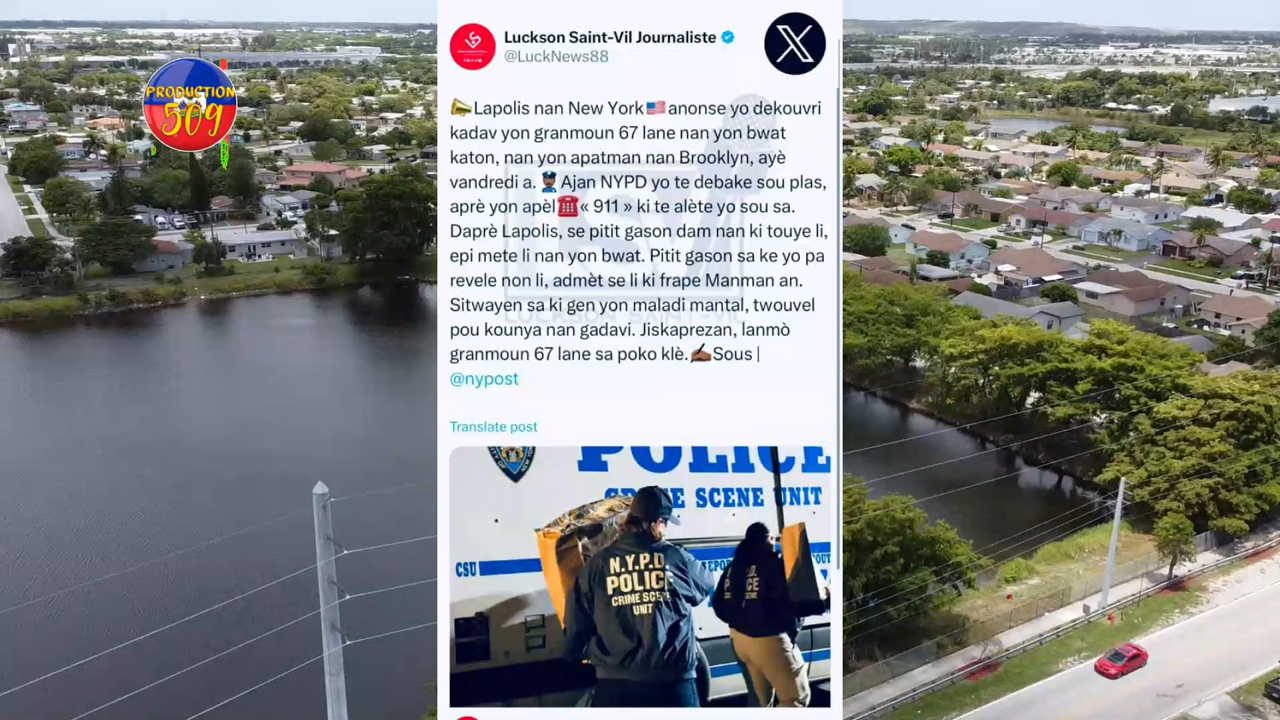 PRODUCTION
509
Luckson Saint-Vil Journaliste
@LuckNews88
X
Lapolis nan New York🇺🇸anonse yo dekouvri
kadav yon granmoun 67 lane nan yon bwat
katon, nan yon apatman nan Brooklyn, ayè
vandredi a. Ajan NYPD yo te debake sou plas,
aprè yon apèl☎️« 911 » ki te alète yo sou sa.
Daprè Lapolis, se pitit gason dam nan ki touye li,
epi mete li nan yon bwat. Pitit gason sa ke yo pa
revele non li, admèt se li ki frape Manman an.
Sitwayen sa ki gen yon maladi mantal, twouvel
pou kounya nan gadavi. Jiskaprezan, lanmò
granmoun 67 lane sa poko klè.✍🏾Sous |
@nypost
Translate post
POLICE
CRIME SCENE UNIT
CSU
N.Y.P.D.
POLICE
CRIME SCENE
UNIT
LUCKSON SAINT-VIL